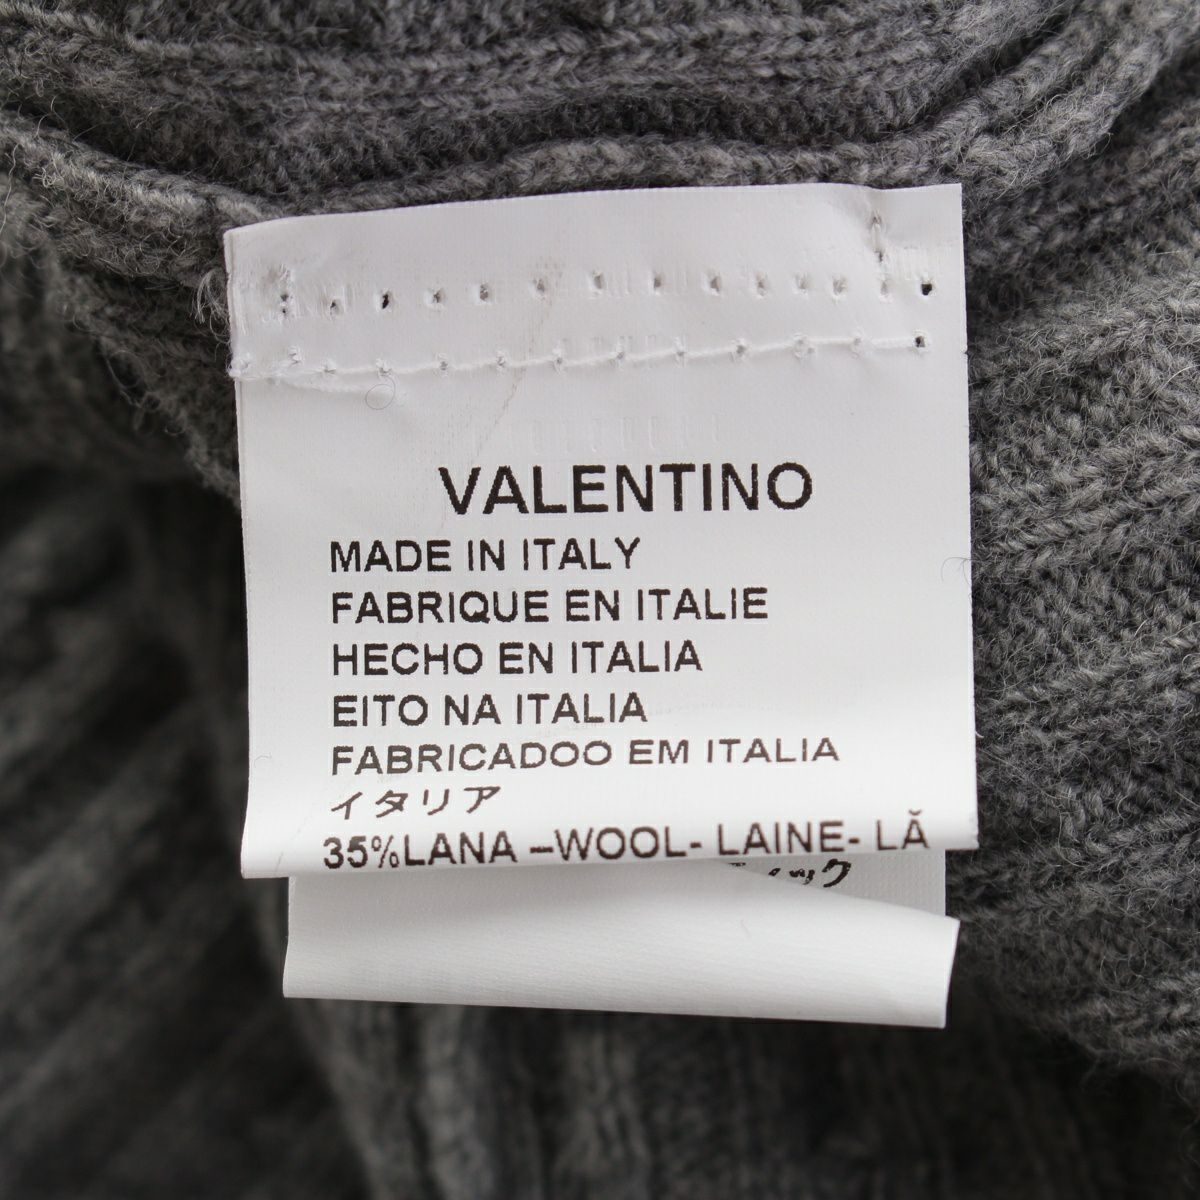 VALENTINO
MADE IN ITALY
FABRIQUE EN ITALIE
HECHO EN ITALIA
EITO NA ITALIA
FABRICADOO EM ITALIA
イタリア
35%LANA –WOOL- LAINE- LĂ